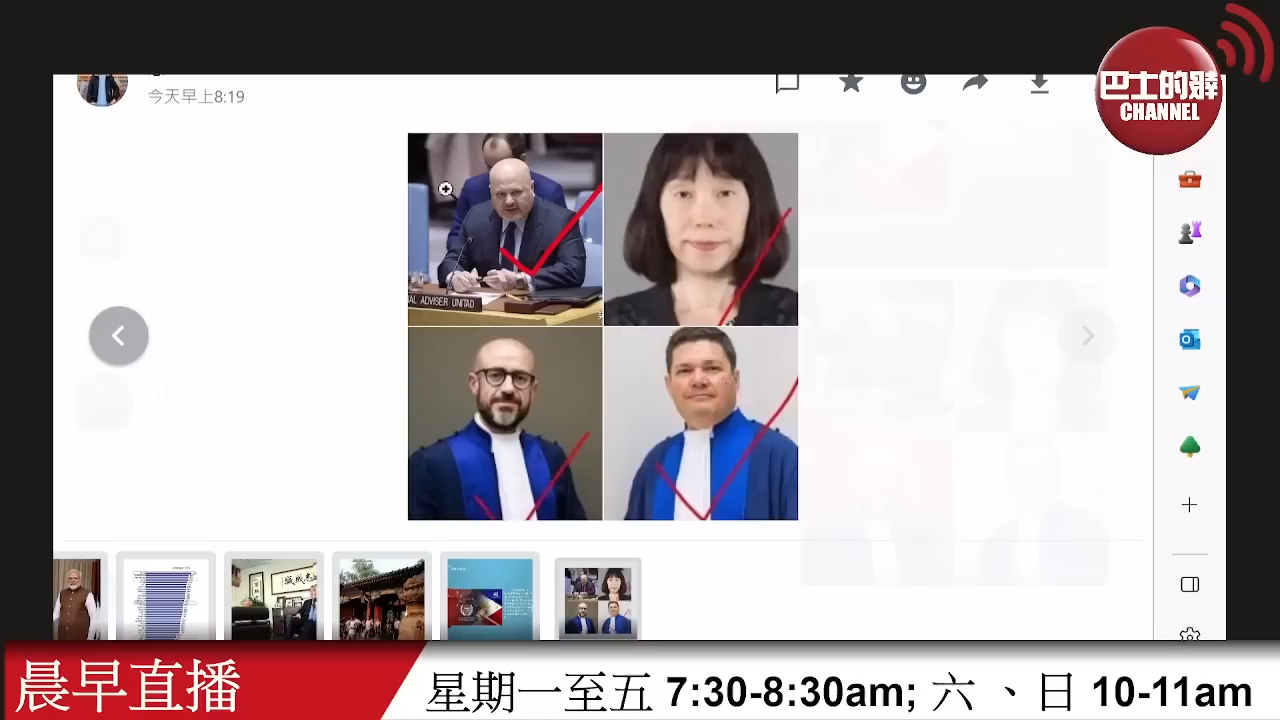 今天早上8:19
巴士的報
CHANNEL
AL ADVISER UNITAD
晨早直播
星期一至五 7:30-8:30am; 六 、日 10-11am